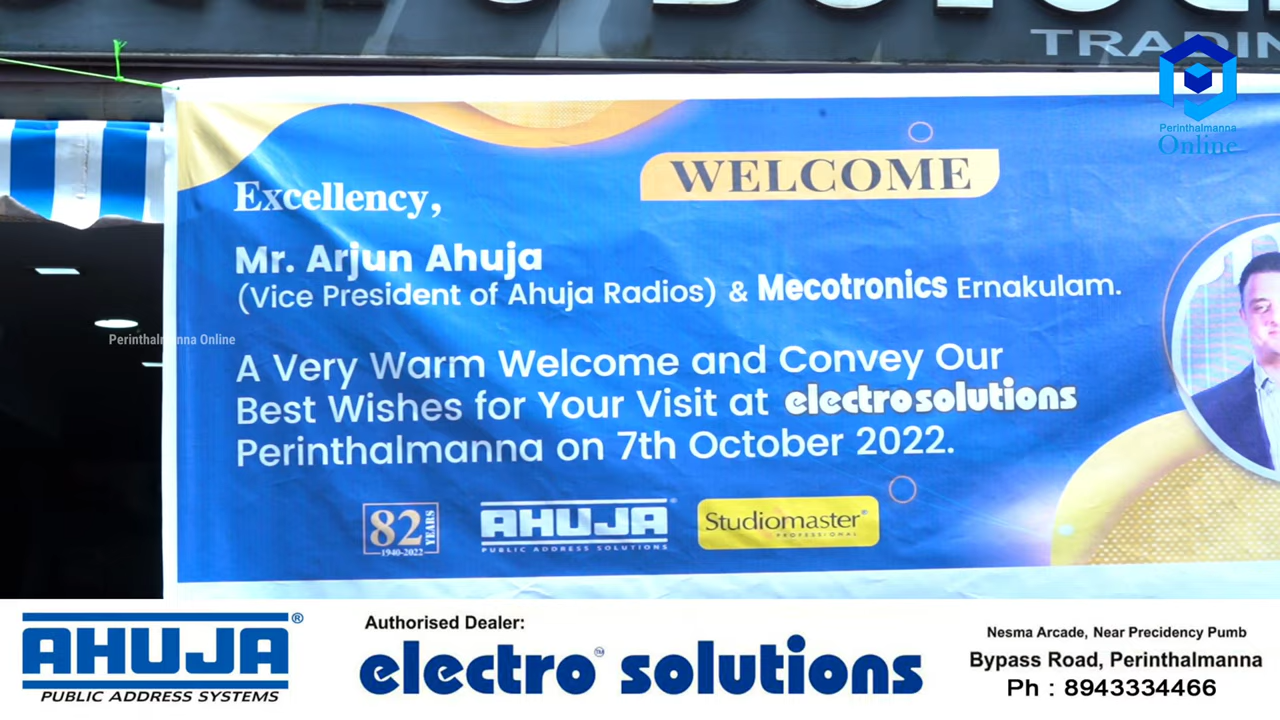 TRADIN
Perinthalmanna
Online
WELCOME
Excellency,
Mr. Arjun Ahuja
(Vice President of Ahuja Radios) & Mecotronics Ernakulam.
Perinthalmanna Online
A Very Warm Welcome and Convey Our
Best Wishes for Your Visit at electro solutions
Perinthalmanna on 7th October 2022.
82 YEARS
1940-2022
AHUJA®
PUBLIC ADDRESS SOLUTIONS
Studiomaster®
PROFESSIONAL
AHUJA®
PUBLIC ADDRESS SYSTEMS
Authorised Dealer:
electro™ solutions
Nesma Arcade, Near Precidency Pumb
Bypass Road, Perinthalmanna
Ph : 8943334466